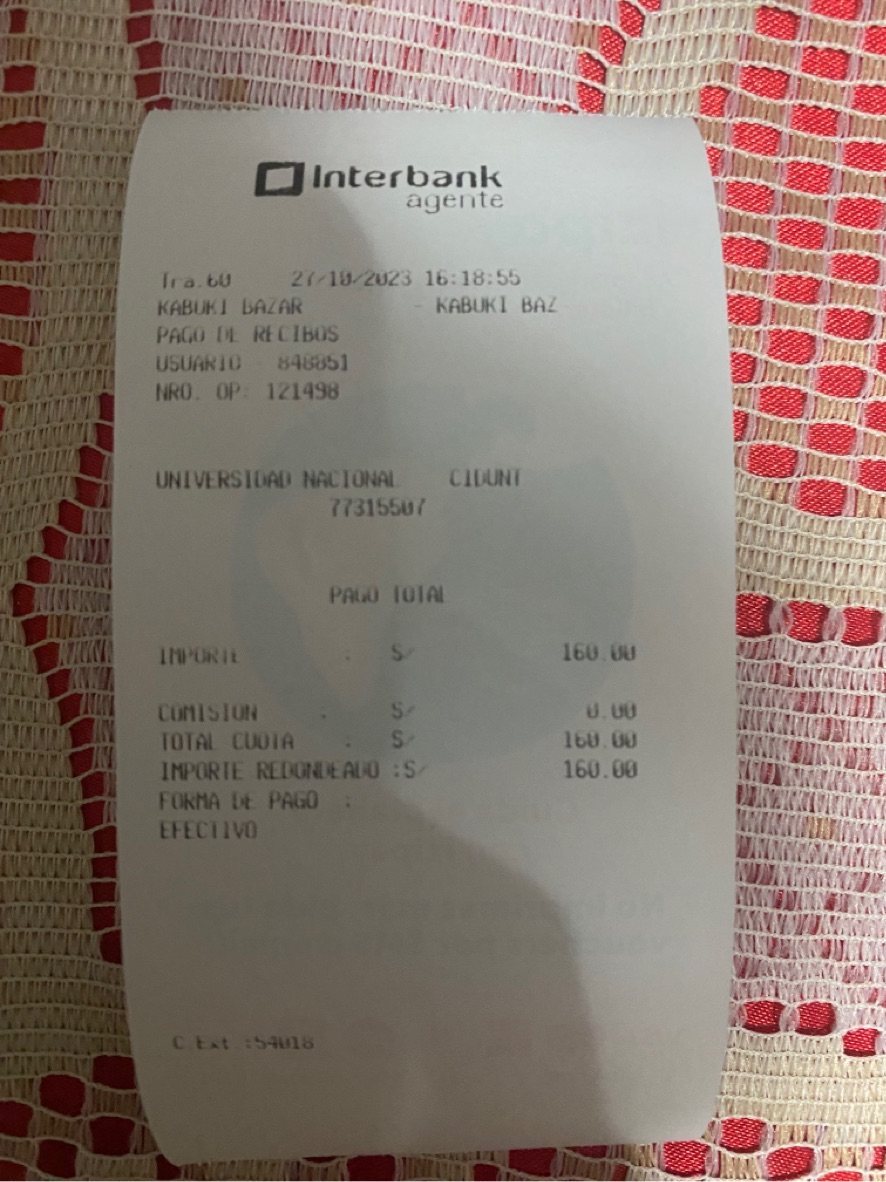 Interbank
agente
Tra.60 27/10/2023 16:18:55
KABUKI BAZAR - KABUKI BAZ
PAGO DE RECIBOS
USUARIO - 848851
NRO. OP: 121498
UNIVERSIDAD NACIONAL CIDUNT
77315507
PAGO TOTAL
IMPORTE : S/ 160.00
COMISION : S/ 0.00
TOTAL CUOTA : S/ 160.00
IMPORTE REDONDEADO :S/ 160.00
FORMA DE PAGO :
EFECTIVO
C.Ext :54018